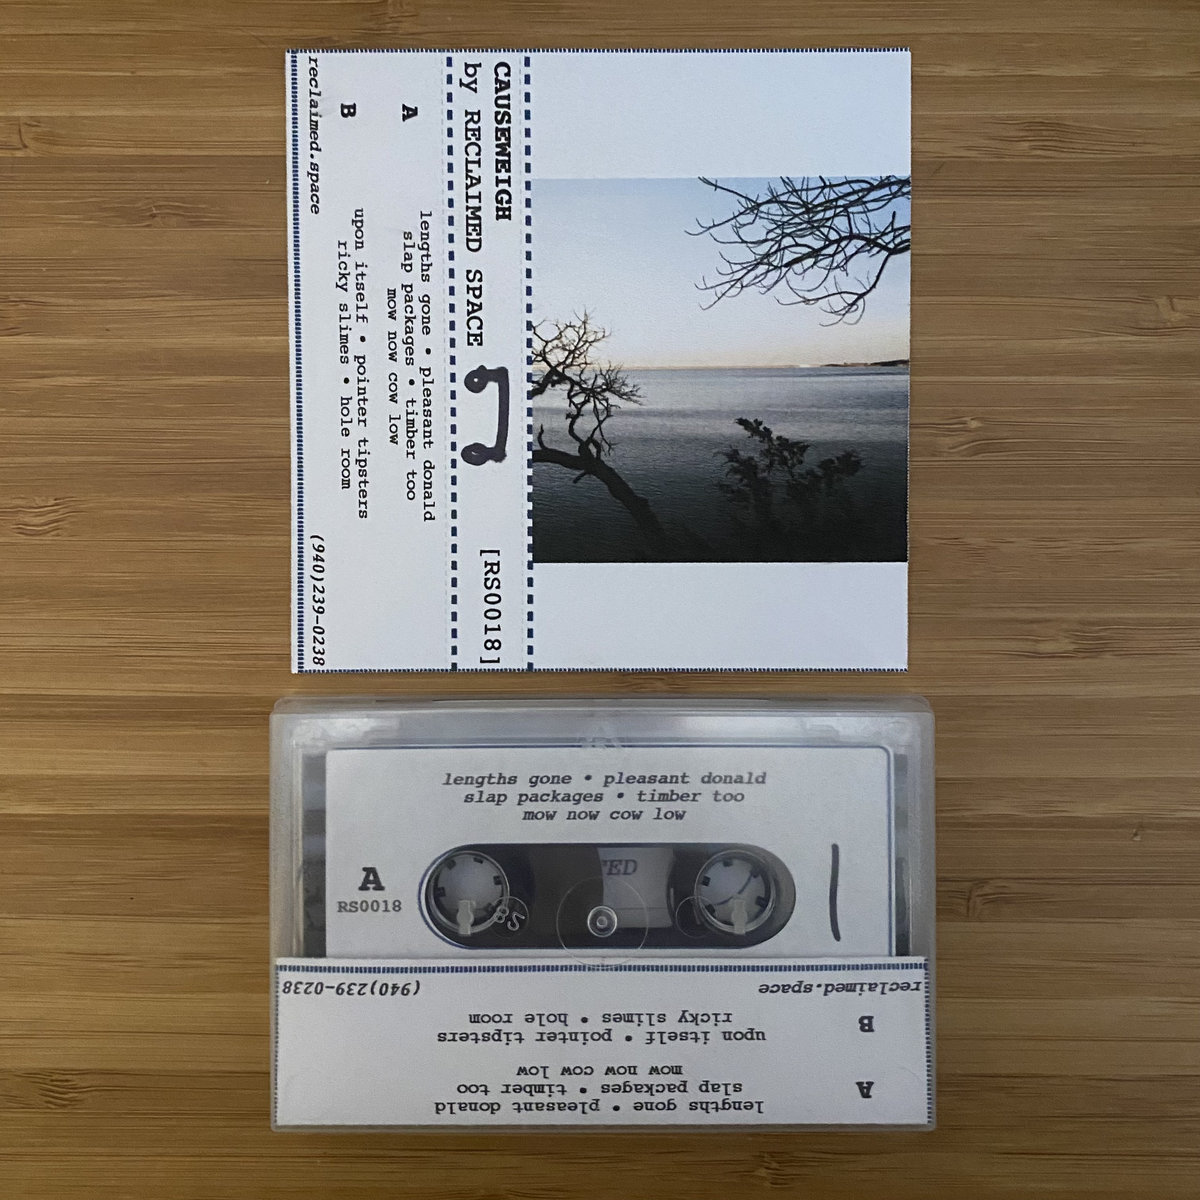 CAUSEWEIGH
by RECLAIMED SPACE
[RS0018]
A
lengths gone • pleasant donald
slap packages • timber too
mow now cow low
B
upon itself • pointer tipsters
ricky slimes • hole room
reclaimed.space
(940)239-0238
lengths gone • pleasant donald
slap packages • timber too
mow now cow low
A
RS0018
reclaimed.space
(940)239-0238
B
upon itself • pointer tipsters
ricky slimes • hole room
A
lengths gone • pleasant donald
slap packages • timber too
mow now cow low